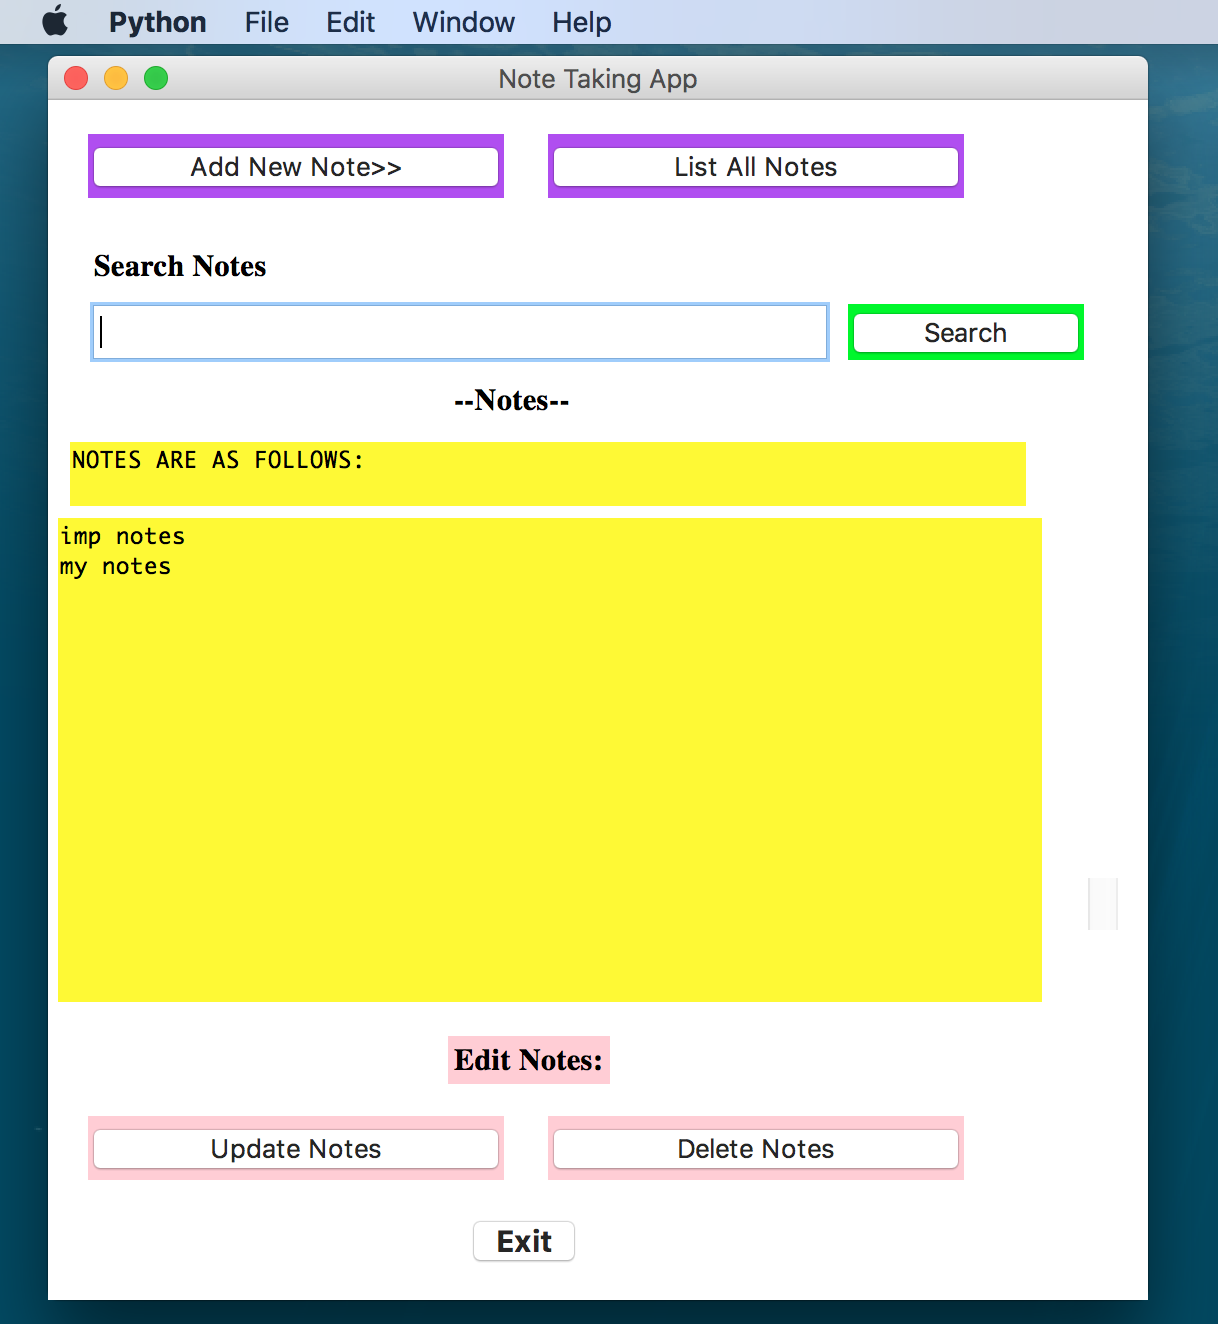 Python File Edit Window Help
Note Taking App
Add New Note>> List All Notes
Search Notes
Search
--Notes--
NOTES ARE AS FOLLOWS:
imp notes
my notes
Edit Notes:
Update Notes Delete Notes
Exit